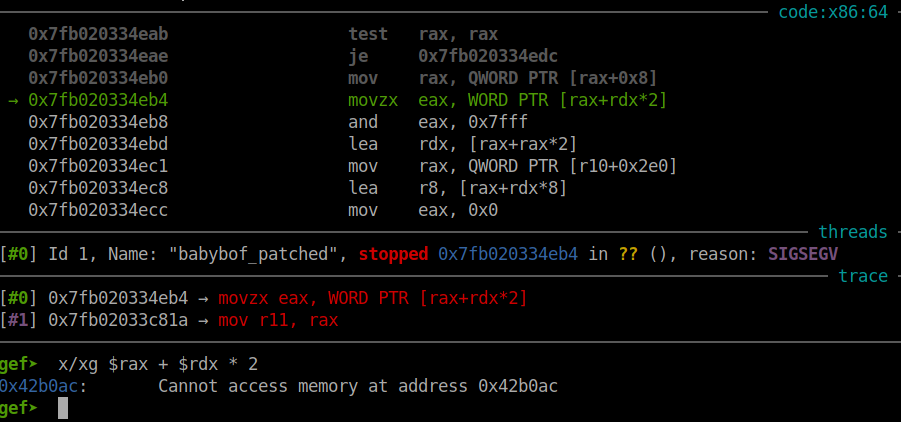 code:x86:64
0x7fb020334eab test rax, rax
0x7fb020334eae je 0x7fb020334edc
0x7fb020334eb0 mov rax, QWORD PTR [rax+0x8]
→ 0x7fb020334eb4 movzx eax, WORD PTR [rax+rdx*2]
0x7fb020334eb8 and eax, 0x7fff
0x7fb020334ebd lea rdx, [rax+rax*2]
0x7fb020334ec1 mov rax, QWORD PTR [r10+0x2e0]
0x7fb020334ec8 lea r8, [rax+rdx*8]
0x7fb020334ecc mov eax, 0x0
threads
[#0] Id 1, Name: "babybof_patched", stopped 0x7fb020334eb4 in ?? (), reason: SIGSEGV
trace
[#0] 0x7fb020334eb4 → movzx eax, WORD PTR [rax+rdx*2]
[#1] 0x7fb02033c81a → mov r11, rax
gef➤ x/xg $rax + $rdx * 2
0x42b0ac: Cannot access memory at address 0x42b0ac
gef➤